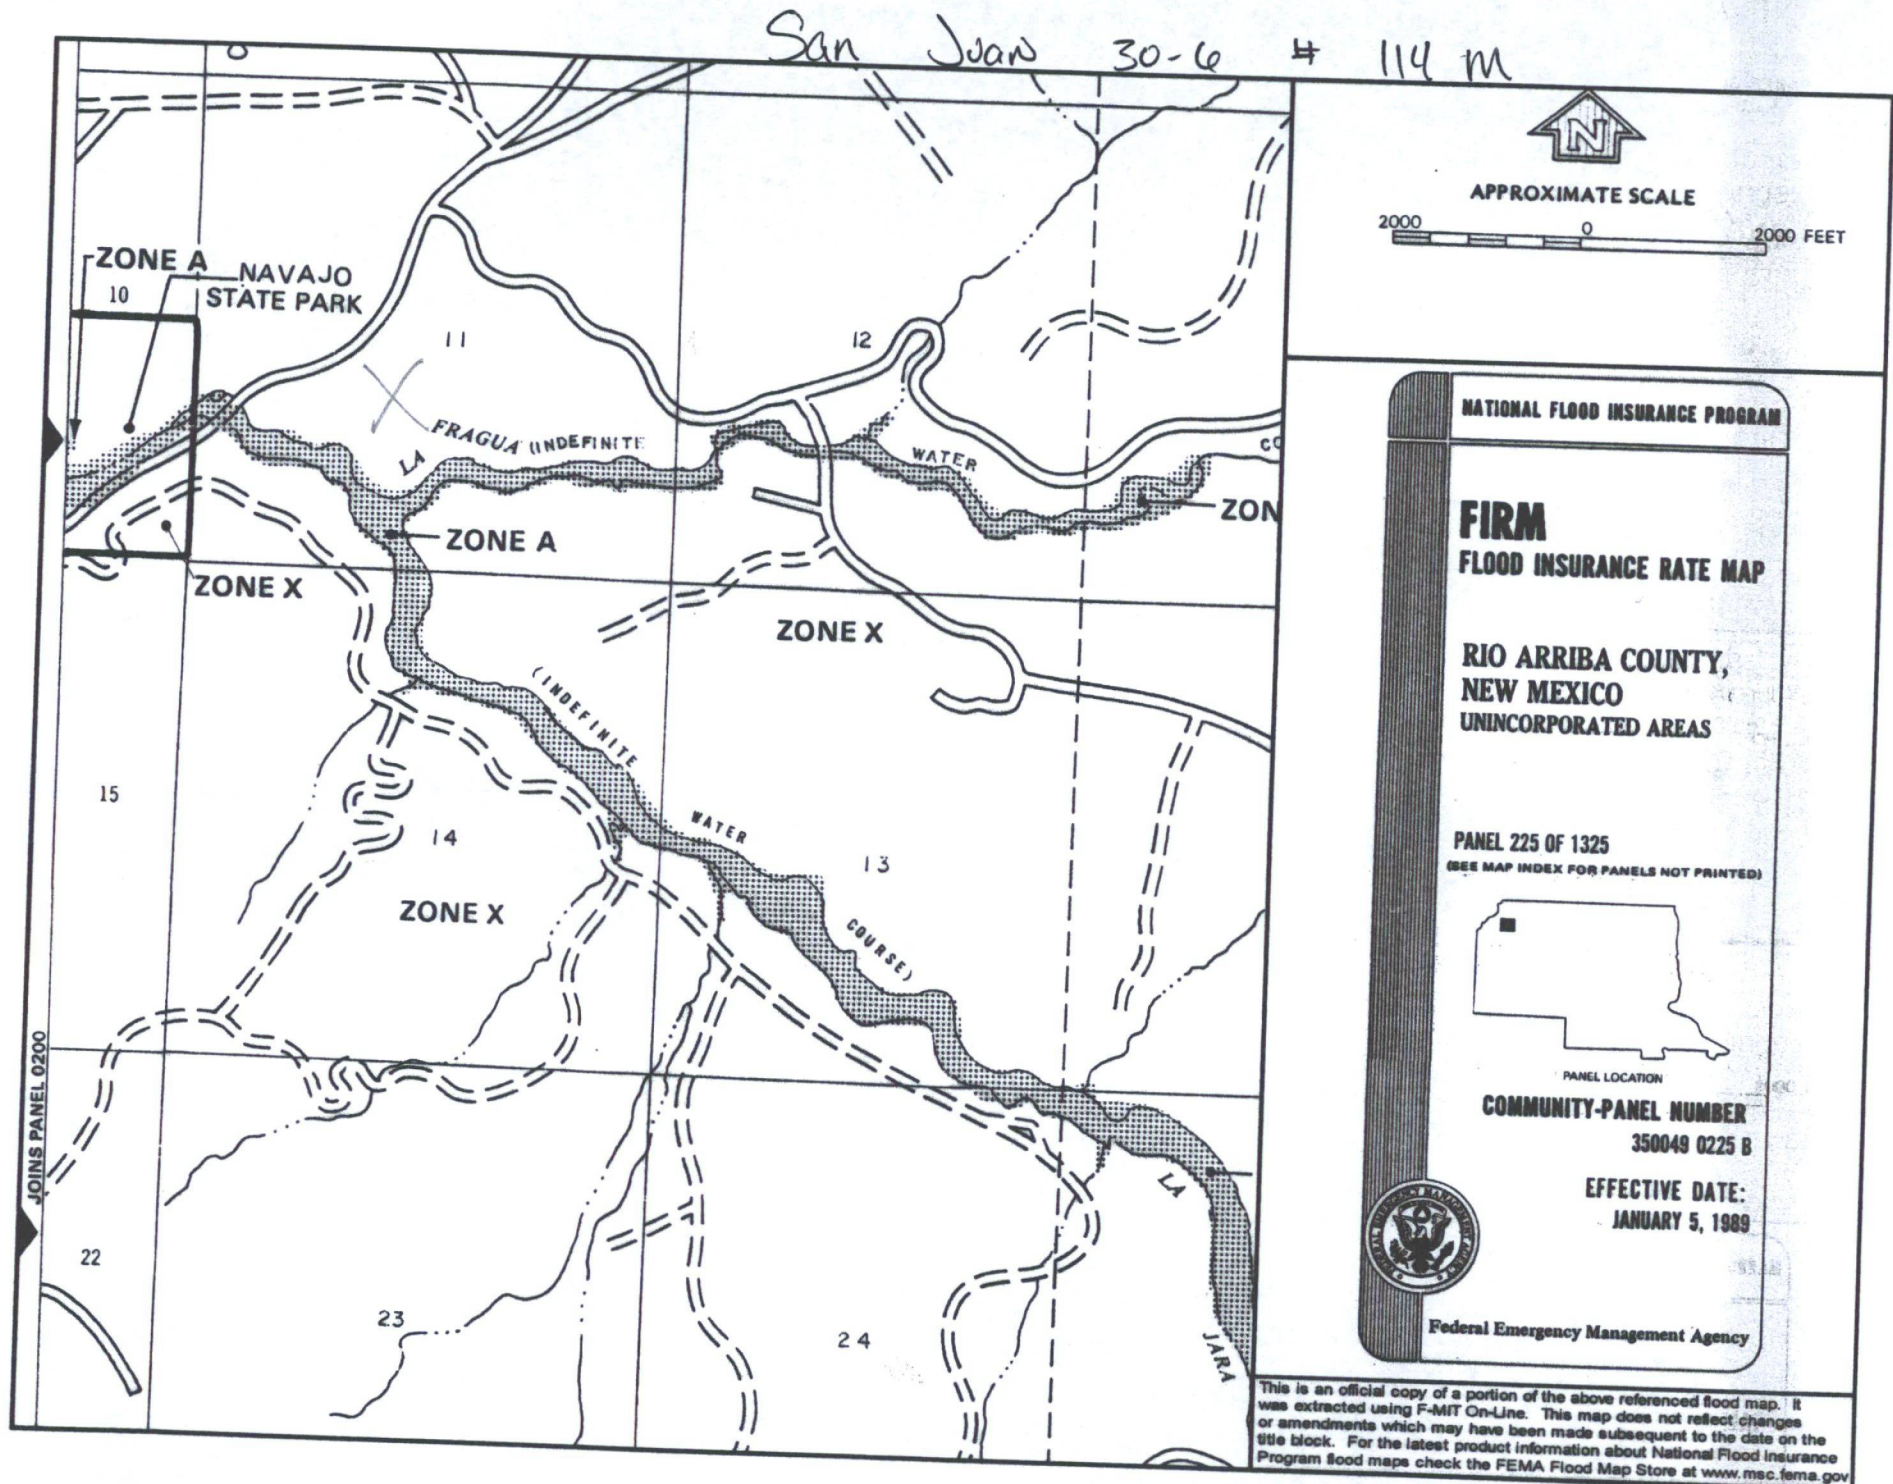 San Juan 30-6 # 114 M
N
APPROXIMATE SCALE
2000 0 2000 FEET
ZONE A
10
NAVAJO
STATE PARK
11
12
LA FRAGUA (INDEFINITE
WATER
CO
ZON
ZONE A
ZONE X
ZONE X
(INDEFINITE
WATER
COURSE)
15
14
13
ZONE X
JOINS PANEL 0200
22
23
24
LA
JARA
NATIONAL FLOOD INSURANCE PROGRAM
FIRM
FLOOD INSURANCE RATE MAP
RIO ARRIBA COUNTY,
NEW MEXICO
UNINCORPORATED AREAS
PANEL 225 OF 1325
(SEE MAP INDEX FOR PANELS NOT PRINTED)
PANEL LOCATION
COMMUNITY-PANEL NUMBER
350049 0225 B
EFFECTIVE DATE:
JANUARY 5, 1989
FEDERAL EMERGENCY MANAGEMENT AGENCY
Federal Emergency Management Agency
This is an official copy of a portion of the above referenced flood map. It
was extracted using F-MIT On-Line. This map does not reflect changes
or amendments which may have been made subsequent to the date on the
title block. For the latest product information about National Flood Insurance
Program flood maps check the FEMA Flood Map Store at www.msc.fema.gov